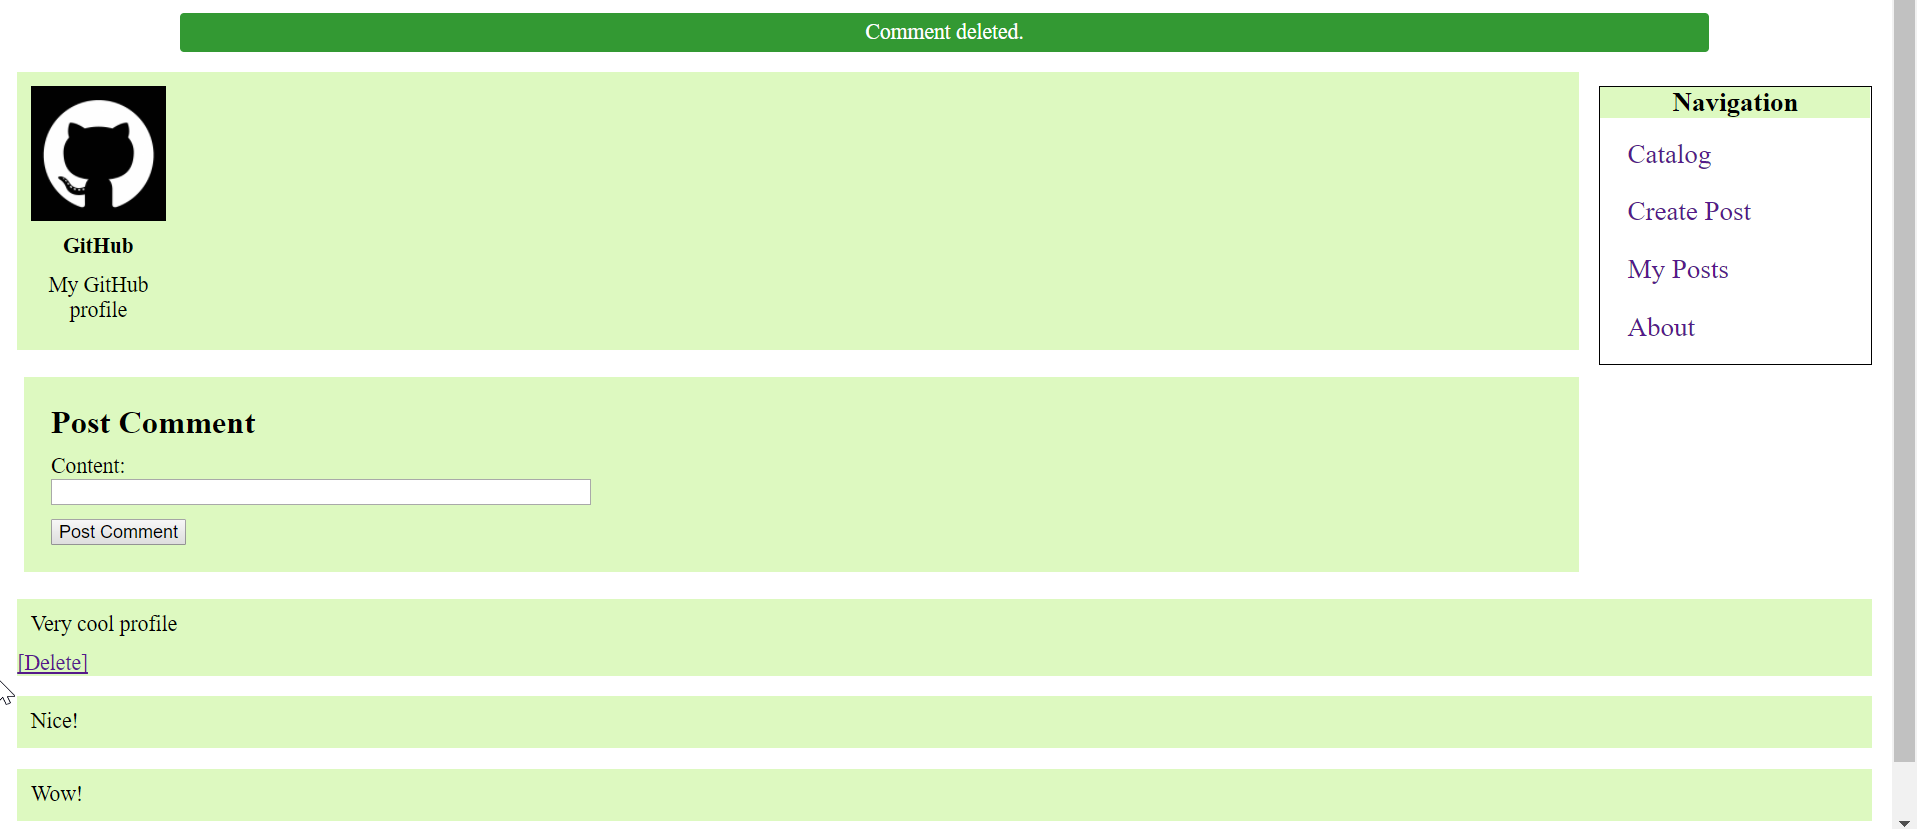 Comment deleted.
GitHub
My GitHub
profile
Navigation
Catalog
Create Post
My Posts
About
Post Comment
Content:
Post Comment
Very cool profile
[Delete]
Nice!
Wow!